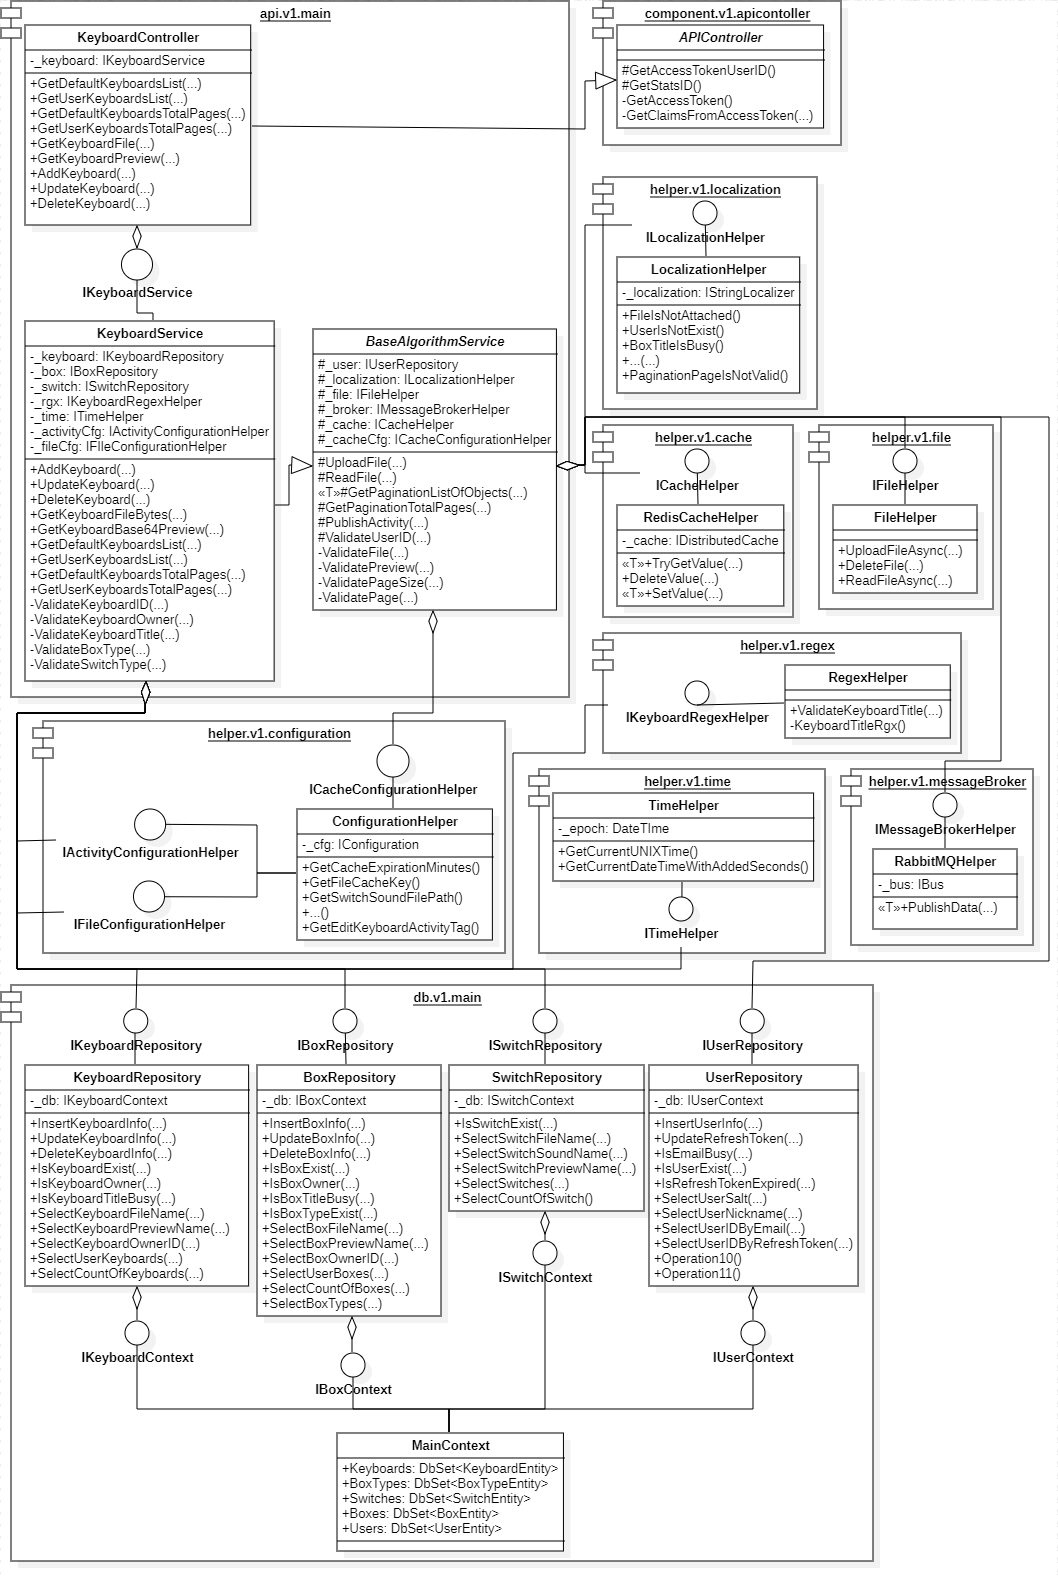 api.v1.main
KeyboardController
-_keyboard: IKeyboardService
+GetDefaultKeyboardsList(...)
+GetUserKeyboardsList(...)
+GetDefaultKeyboardsTotalPages(...)
+GetUserKeyboardsTotalPages(...)
+GetKeyboardFile(...)
+GetKeyboardPreview(...)
+AddKeyboard(...)
+UpdateKeyboard(...)
+DeleteKeyboard(...)
IKeyboardService
KeyboardService
-_keyboard: IKeyboardRepository
-_box: IBoxRepository
-_switch: ISwitchRepository
-_rgx: IKeyboardRegexHelper
-_time: ITimeHelper
-_activityCfg: IActivityConfigurationHelper
-_fileCfg: IFIleConfigurationHelper
+AddKeyboard(...)
+UpdateKeyboard(...)
+DeleteKeyboard(...)
+GetKeyboardFileBytes(...)
+GetKeyboardBase64Preview(...)
+GetDefaultKeyboardsList(...)
+GetUserKeyboardsList(...)
+GetDefaultKeyboardsTotalPages(...)
+GetUserKeyboardsTotalPages(...)
-ValidateKeyboardID(...)
-ValidateKeyboardOwner(...)
-ValidateKeyboardTitle(...)
-ValidateBoxType(...)
-ValidateSwitchType(...)
BaseAlgorithmService
#_user: IUserRepository
#_localization: ILocalizationHelper
#_file: IFileHelper
#_broker: IMessageBrokerHelper
#_cache: ICacheHelper
#_cacheCfg: ICacheConfigurationHelper
#UploadFile(...)
#ReadFile(...)
«T»#GetPaginationListOfObjects(...)
#GetPaginationTotalPages(...)
#PublishActivity(...)
#ValidateUserID(...)
-ValidateFile(...)
-ValidatePreview(...)
-ValidatePageSize(...)
-ValidatePage(...)
component.v1.apicontoller
APIController
#GetAccessTokenUserID()
#GetStatsID()
-GetAccessToken()
-GetClaimsFromAccessToken(...)
helper.v1.localization
ILocalizationHelper
LocalizationHelper
-_localization: IStringLocalizer
+FileIsNotAttached()
+UserIsNotExist()
+BoxTitleIsBusy()
+...(...)
+PaginationPageIsNotValid()
helper.v1.cache
ICacheHelper
RedisCacheHelper
-_cache: IDistributedCache
«T»+TryGetValue(...)
+DeleteValue(...)
«T»+SetValue(...)
helper.v1.file
IFileHelper
FileHelper
+UploadFileAsync(...)
+DeleteFile(...)
+ReadFileAsync(...)
helper.v1.regex
IKeyboardRegexHelper
RegexHelper
+ValidateKeyboardTitle(...)
-KeyboardTitleRgx()
helper.v1.configuration
ICacheConfigurationHelper
IActivityConfigurationHelper
IFileConfigurationHelper
ConfigurationHelper
-_cfg: IConfiguration
+GetCacheExpirationMinutes()
+GetFileCacheKey()
+GetSwitchSoundFilePath()
+...()
+GetEditKeyboardActivityTag()
helper.v1.time
TimeHelper
-_epoch: DateTIme
+GetCurrentUNIXTime()
+GetCurrentDateTimeWithAddedSeconds()
ITimeHelper
helper.v1.messageBroker
IMessageBrokerHelper
RabbitMQHelper
-_bus: IBus
«T»+PublishData(...)
db.v1.main
IKeyboardRepository
KeyboardRepository
-_db: IKeyboardContext
+InsertKeyboardInfo(...)
+UpdateKeyboardInfo(...)
+DeleteKeyboardInfo(...)
+IsKeyboardExist(...)
+IsKeyboardOwner(...)
+IsKeyboardTitleBusy(...)
+SelectKeyboardFileName(...)
+SelectKeyboardPreviewName(...)
+SelectKeyboardOwnerID(...)
+SelectUserKeyboards(...)
+SelectCountOfKeyboards(...)
IKeyboardContext
IBoxRepository
BoxRepository
-_db: IBoxContext
+InsertBoxInfo(...)
+UpdateBoxInfo(...)
+DeleteBoxInfo(...)
+IsBoxExist(...)
+IsBoxOwner(...)
+IsBoxTitleBusy(...)
+IsBoxTypeExist(...)
+SelectBoxFileName(...)
+SelectBoxPreviewName(...)
+SelectBoxOwnerID(...)
+SelectUserBoxes(...)
+SelectCountOfBoxes(...)
+SelectBoxTypes(...)
IBoxContext
ISwitchRepository
SwitchRepository
-_db: ISwitchContext
+IsSwitchExist(...)
+SelectSwitchFileName(...)
+SelectSwitchSoundName(...)
+SelectSwitchPreviewName(...)
+SelectSwitches(...)
+SelectCountOfSwitch()
ISwitchContext
IUserRepository
UserRepository
-_db: IUserContext
+InsertUserInfo(...)
+UpdateRefreshToken(...)
+IsEmailBusy(...)
+IsUserExist(...)
+IsRefreshTokenExpired(...)
+SelectUserSalt(...)
+SelectUserNickname(...)
+SelectUserIDByEmail(...)
+SelectUserIDByRefreshToken(...)
+Operation10()
+Operation11()
IUserContext
MainContext
+Keyboards: DbSet<KeyboardEntity>
+BoxTypes: DbSet<BoxTypeEntity>
+Switches: DbSet<SwitchEntity>
+Boxes: DbSet<BoxEntity>
+Users: DbSet<UserEntity>